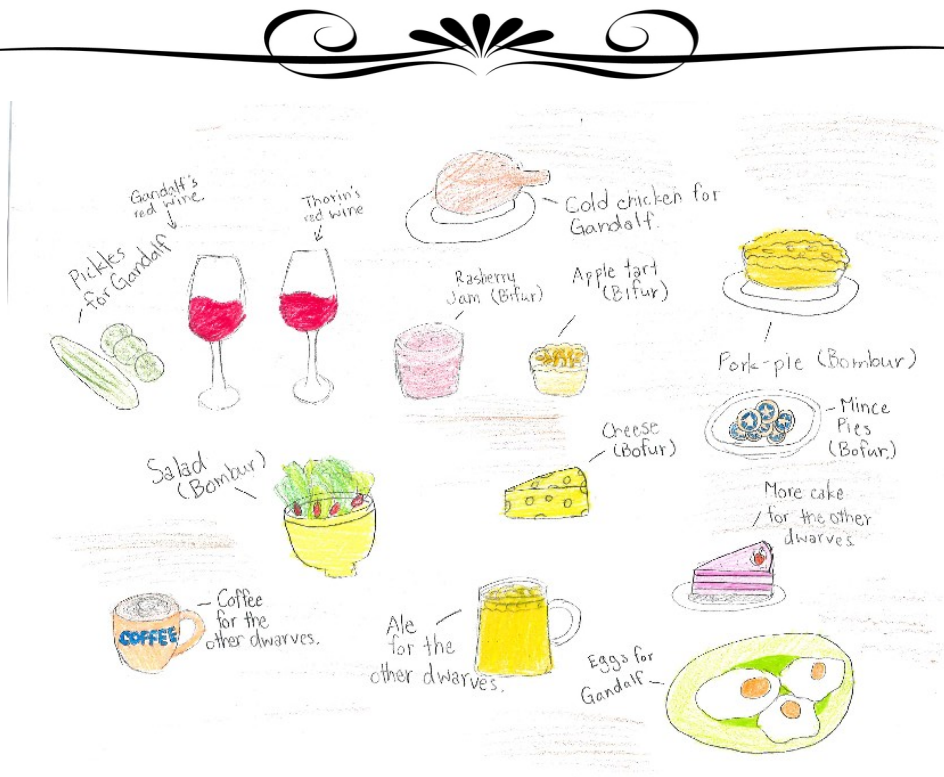 Gandalf's
red wine
Thorin's
red wine
Cold chicken for
Gandalf.
Pickles
for Gandalf
Rasberry
Jam (Bifur)
Apple tart
(Bifur)
Pork-pie (Bombur)
Mince
Pies
(Bofur.)
Cheese
(Bofur)
Salad
(Bombur)
More cake
for the other
dwarves.
Coffee
for the
other dwarves.
COFFEE
Ale
for the
other dwarves.
Eggs for
Gandalf